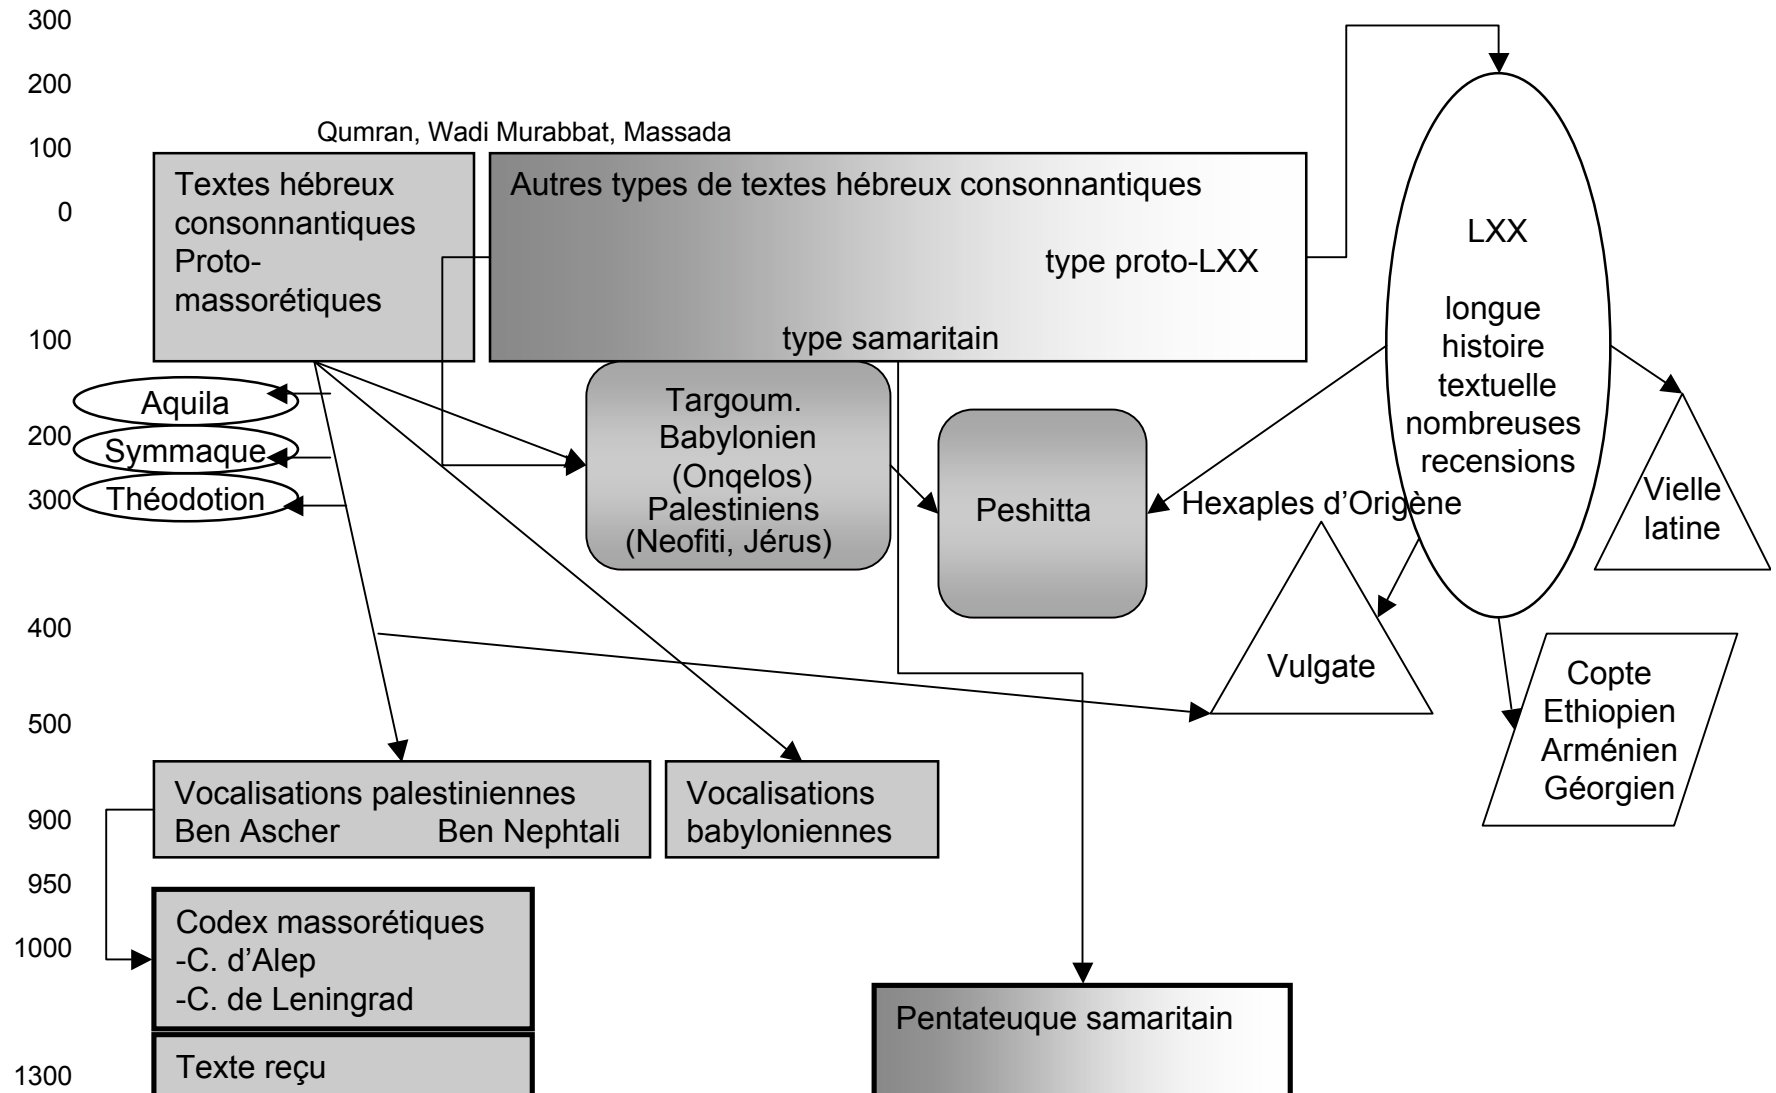 300
200
100
0
100
200
300
400
500
900
950
1000
1300
Qumran, Wadi Murabbat, Massada
Textes hébreux
consonnantiques
Proto-
massorétiques
Autres types de textes hébreux consonnantiques
type proto-LXX
type samaritain
LXX
longue
histoire
textuelle
nombreuses
recensions
Aquila
Symmaque
Théodotion
Targoum.
Babylonien
(Onqelos)
Palestiniens
(Neofiti, Jérus)
Peshitta
Hexaples d'Origène
Vielle
latine
Vulgate
Copte
Ethiopien
Arménien
Géorgien
Vocalisations palestiniennes
Ben Ascher Ben Nephtali
Vocalisations
babyloniennes
Codex massorétiques
-C. d'Alep
-C. de Leningrad
Texte reçu
Pentateuque samaritain